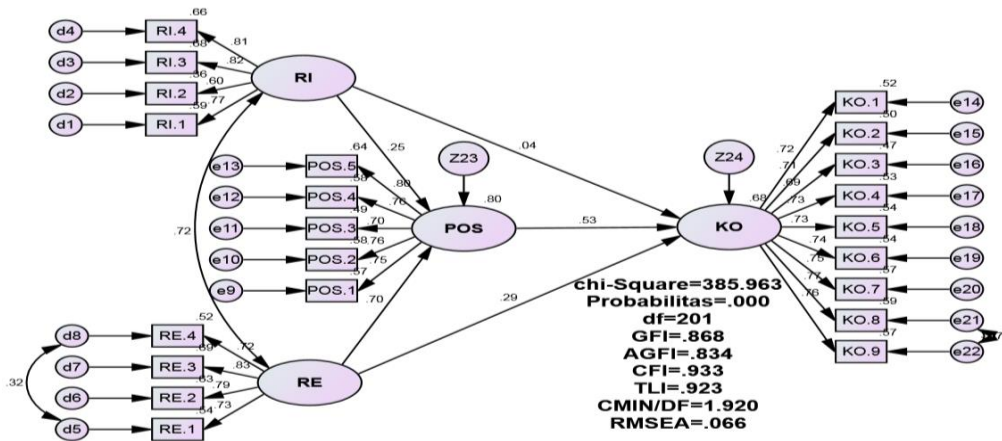 d4 RI.4 .66
d3 RI.3 .68
d2 RI.2 .36
d1 RI.1 .59
.81
.82
.60
.77
RI
.72
.25
.04
e13 POS.5 .64
e12 POS.4 .58
e11 POS.3 .49
e10 POS.2 .58
e9 POS.1 .57
.80
.76
.70
.76
.75
Z23
.80
POS
.53
.70
.29
d8 RE.4 .52
d7 RE.3 .69
d6 RE.2 .63
d5 RE.1 .54
.32
.72
.83
.79
.73
RE
Z24
.68
KO
.72
.71
.69
.73
.73
.74
.75
.77
.76
.52 KO.1 e14
.50 KO.2 e15
.47 KO.3 e16
.53 KO.4 e17
.54 KO.5 e18
.54 KO.6 e19
.57 KO.7 e20
.59 KO.8 e21
.57 KO.9 e22
chi-Square=385.963
Probabilitas=.000
df=201
GFI=.868
AGFI=.834
CFI=.933
TLI=.923
CMIN/DF=1.920
RMSEA=.066